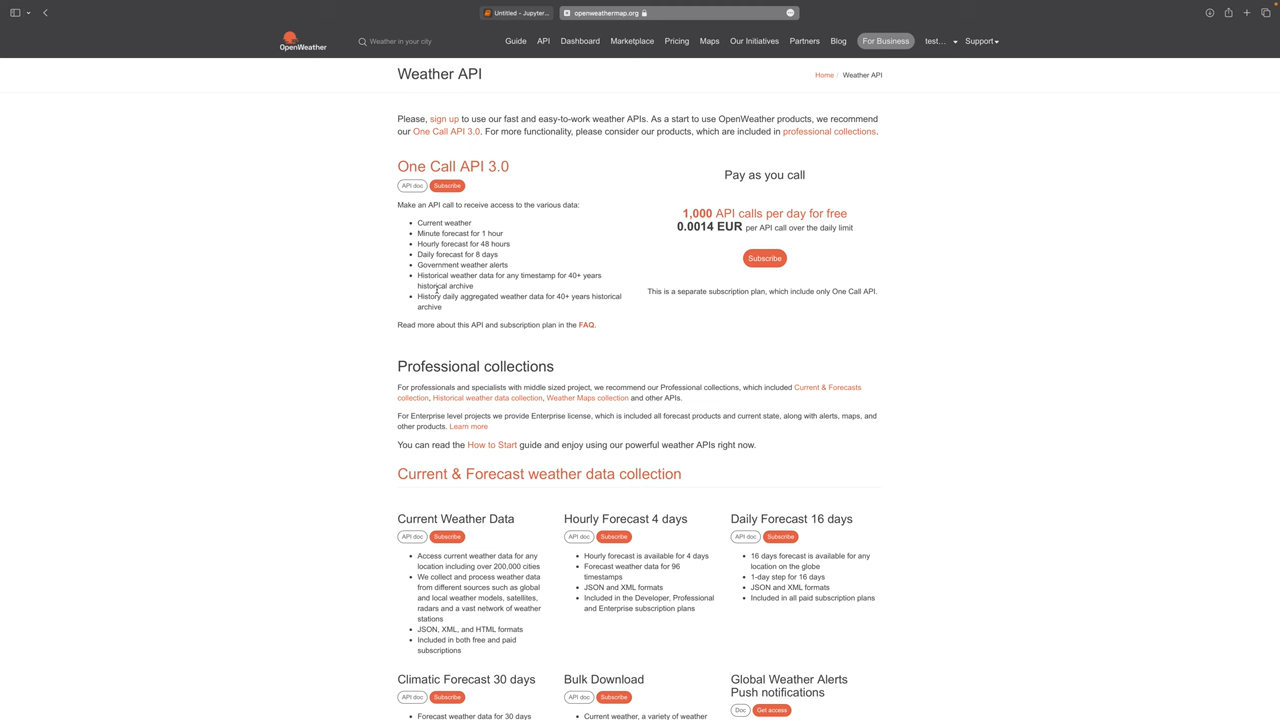 Untitled - Jupyter...
openweathermap.org
OpenWeather
Weather in your city
Guide
API
Dashboard
Marketplace
Pricing
Maps
Our Initiatives
Partners
Blog
For Business
test...
Support
Weather API
Home / Weather API
Please, sign up to use our fast and easy-to-work weather APIs. As a start to use OpenWeather products, we recommend
our One Call API 3.0. For more functionality, please consider our products, which are included in professional collections.
One Call API 3.0
API doc
Subscribe
Make an API call to receive access to the various data:
• Current weather
• Minute forecast for 1 hour
• Hourly forecast for 48 hours
• Daily forecast for 8 days
• Government weather alerts
• Historical weather data for any timestamp for 40+ years
historical archive
• History daily aggregated weather data for 40+ years historical
archive
Read more about this API and subscription plan in the FAQ.
Pay as you call
1,000 API calls per day for free
0.0014 EUR per API call over the daily limit
Subscribe
This is a separate subscription plan, which include only One Call API.
Professional collections
For professionals and specialists with middle sized project, we recommend our Professional collections, which included Current & Forecasts
collection, Historical weather data collection, Weather Maps collection and other APIs.
For Enterprise level projects we provide Enterprise license, which is included all forecast products and current state, along with alerts, maps, and
other products. Learn more
You can read the How to Start guide and enjoy using our powerful weather APIs right now.
Current & Forecast weather data collection
Current Weather Data
API doc
Subscribe
• Access current weather data for any
location including over 200,000 cities
• We collect and process weather data
from different sources such as global
and local weather models, satellites,
radars and a vast network of weather
stations
• JSON, XML, and HTML formats
• Included in both free and paid
subscriptions
Hourly Forecast 4 days
API doc
Subscribe
• Hourly forecast is available for 4 days
• Forecast weather data for 96
timestamps
• JSON and XML formats
• Included in the Developer, Professional
and Enterprise subscription plans
Daily Forecast 16 days
API doc
Subscribe
• 16 days forecast is available for any
location on the globe
• 1-day step for 16 days
• JSON and XML formats
• Included in all paid subscription plans
Climatic Forecast 30 days
API doc
Subscribe
• Forecast weather data for 30 days
Bulk Download
API doc
Subscribe
• Current weather, a variety of weather
Global Weather Alerts
Push notifications
Doc
Get access